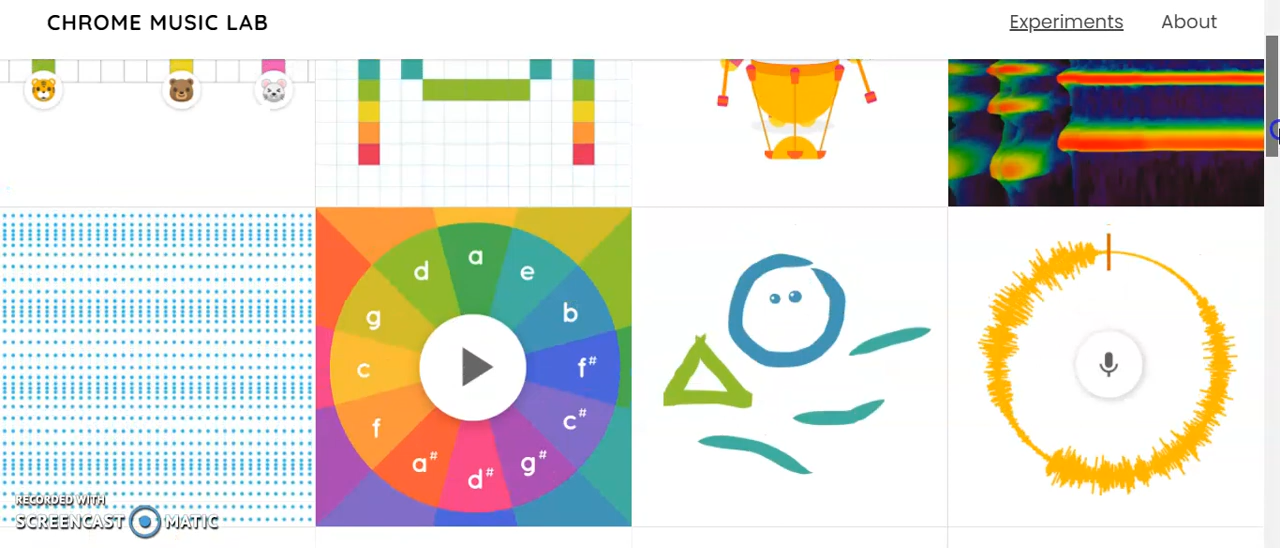 CHROME MUSIC LAB
Experiments About
a
d e
g b
c f#
f c#
a# g#
d#
RECORDED WITH
SCREENCAST MATIC